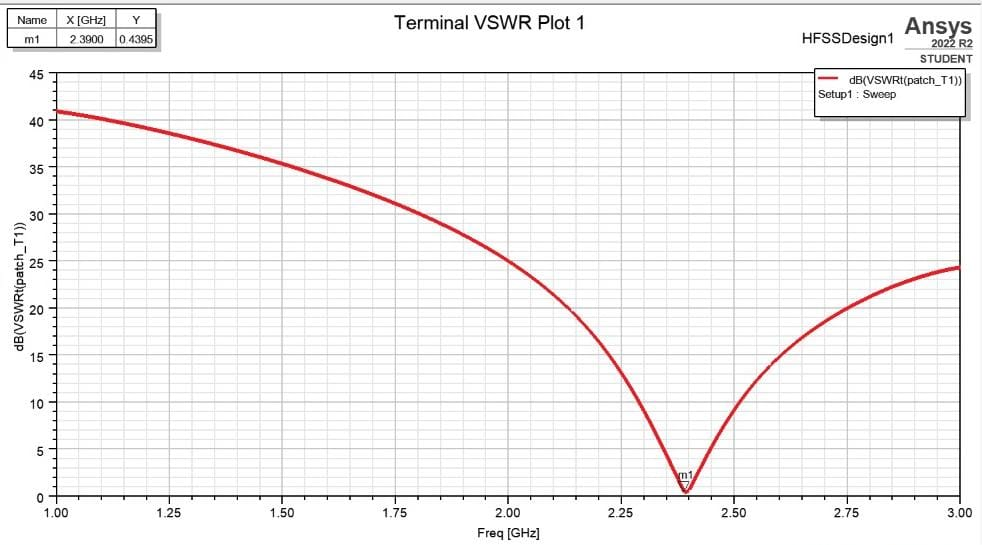 Terminal VSWR Plot 1
Name X [GHz] Y
m1 2.3900 0.4395
HFSSDesign1
Ansys
2022 R2
STUDENT
dB(VSWRt(patch_T1))
Setup1 : Sweep
dB(VSWRt(patch_T1))
45
40
35
30
25
20
15
10
5
0
m1
1.00 1.25 1.50 1.75 2.00 2.25 2.50 2.75 3.00
Freq [GHz]